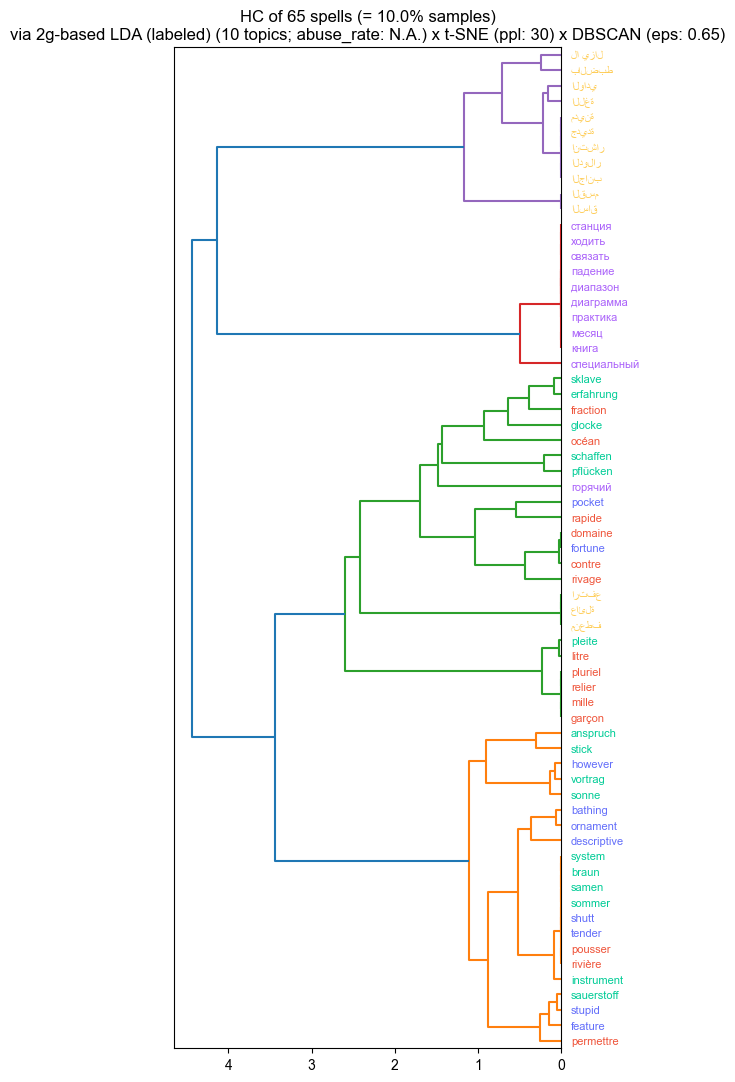 HC of 65 spells (= 10.0% samples)
via 2g-based LDA (labeled) (10 topics; abuse_rate: N.A.) x t-SNE (ppl: 30) x DBSCAN (eps: 0.65)
لا يزال
الوادي
اللغة
جديدة
انتشار
الدولار
الجانب
القسم
الساق
станция
ходить
связать
падение
диапазон
диаграмма
практика
месяц
книга
специальный
sklave
erfahrung
fraction
glocke
océan
schaffen
pflücken
горячий
pocket
rapide
domaine
fortune
contre
rivage
ارتفع
عائلة
منعطف
pleite
litre
pluriel
relier
mille
garçon
anspruch
stick
however
vortrag
sonne
bathing
ornament
descriptive
system
braun
samen
sommer
shutt
tender
pousser
rivière
instrument
sauerstoff
stupid
feature
permettre
4 3 2 1 0